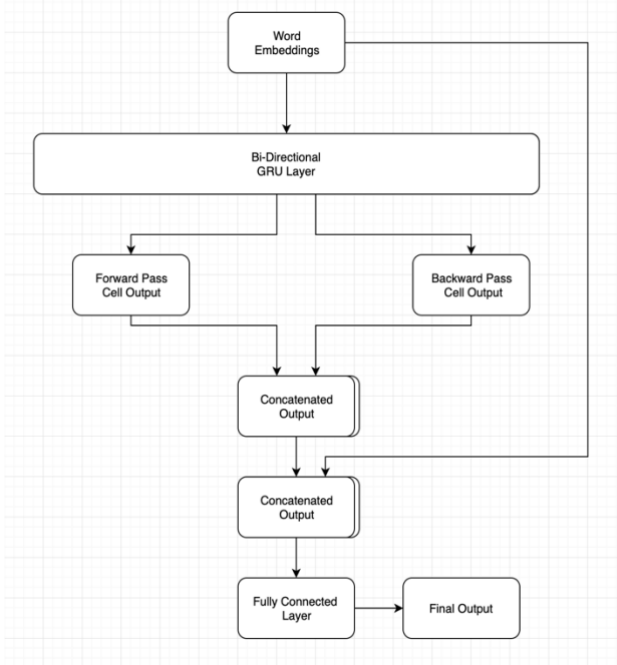 Word
Embeddings
Bi-Directional
GRU Layer
Forward Pass
Cell Output
Backward Pass
Cell Output
Concatenated
Output
Concatenated
Output
Fully Connected
Layer
Final Output